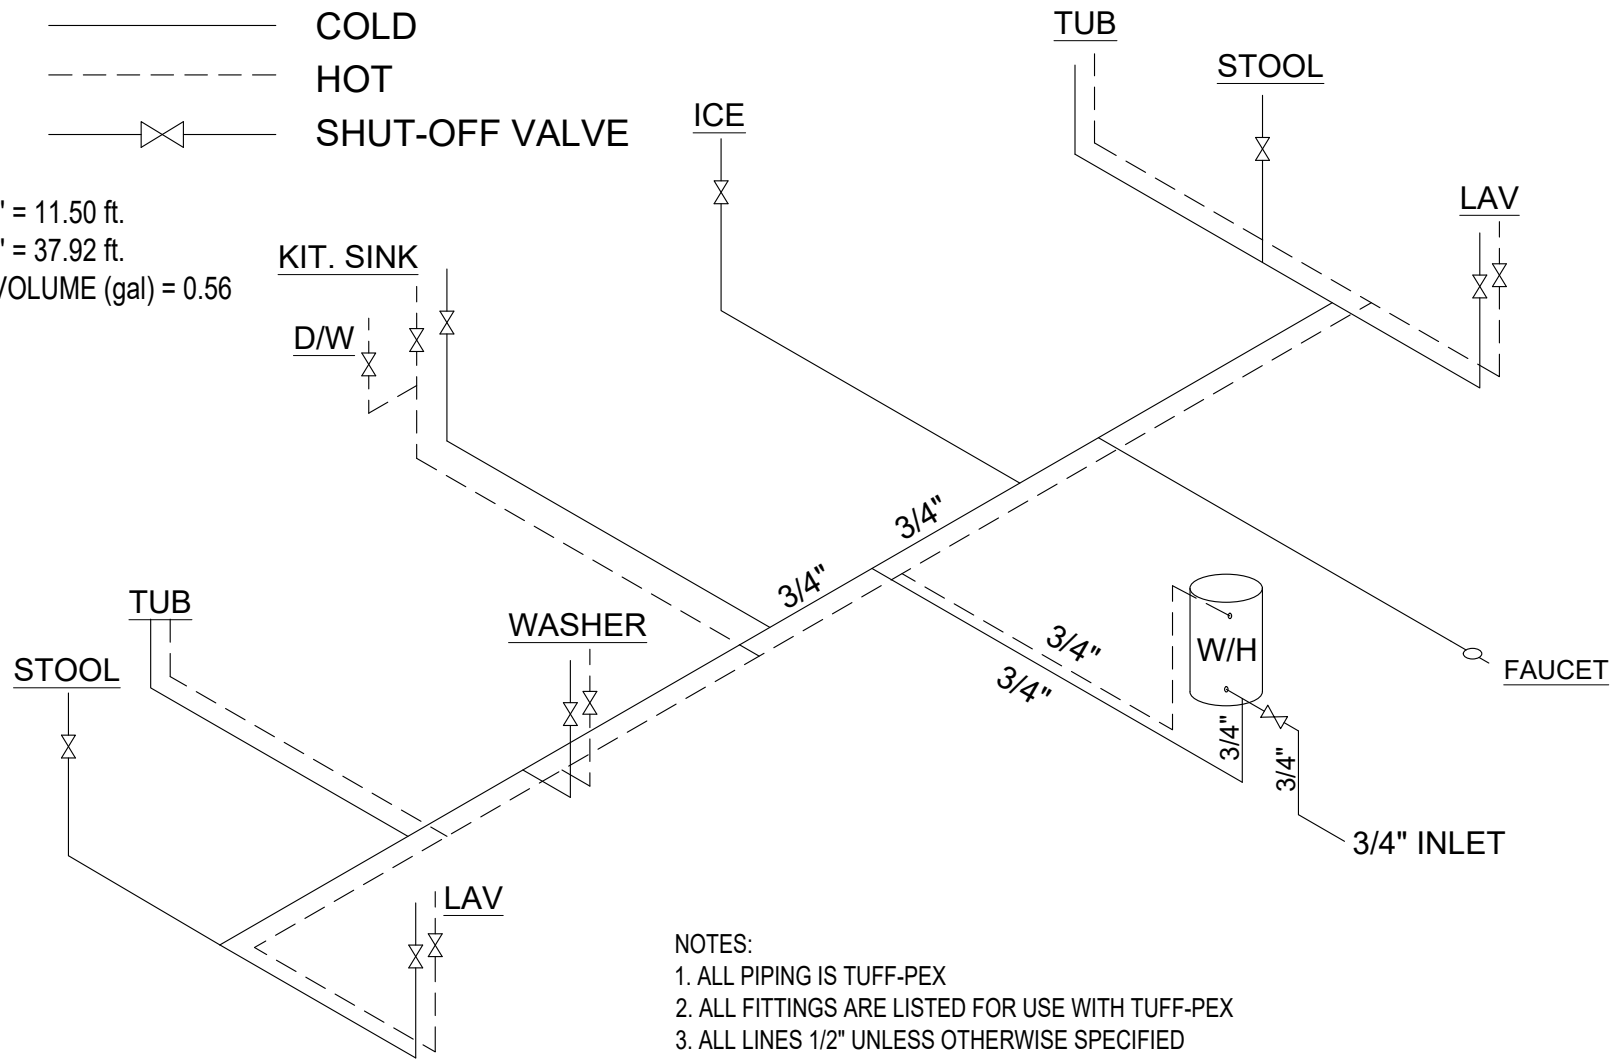 COLD
HOT
SHUT-OFF VALVE
" = 11.50 ft.
" = 37.92 ft.
VOLUME (gal) = 0.56
TUB
STOOL
ICE
LAV
KIT. SINK
D/W
3/4"
3/4"
TUB
WASHER
STOOL
3/4"
3/4"
W/H
FAUCET
3/4"
3/4"
3/4" INLET
LAV
NOTES:
1. ALL PIPING IS TUFF-PEX
2. ALL FITTINGS ARE LISTED FOR USE WITH TUFF-PEX
3. ALL LINES 1/2" UNLESS OTHERWISE SPECIFIED